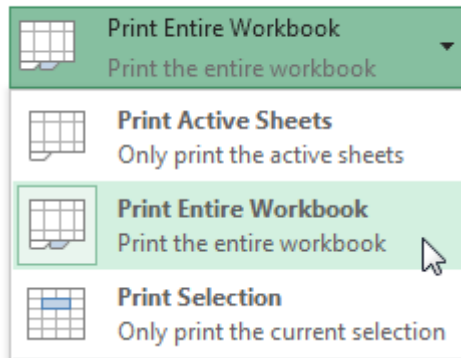 Print Entire Workbook
Print the entire workbook
Print Active Sheets
Only print the active sheets
Print Entire Workbook
Print the entire workbook
Print Selection
Only print the current selection